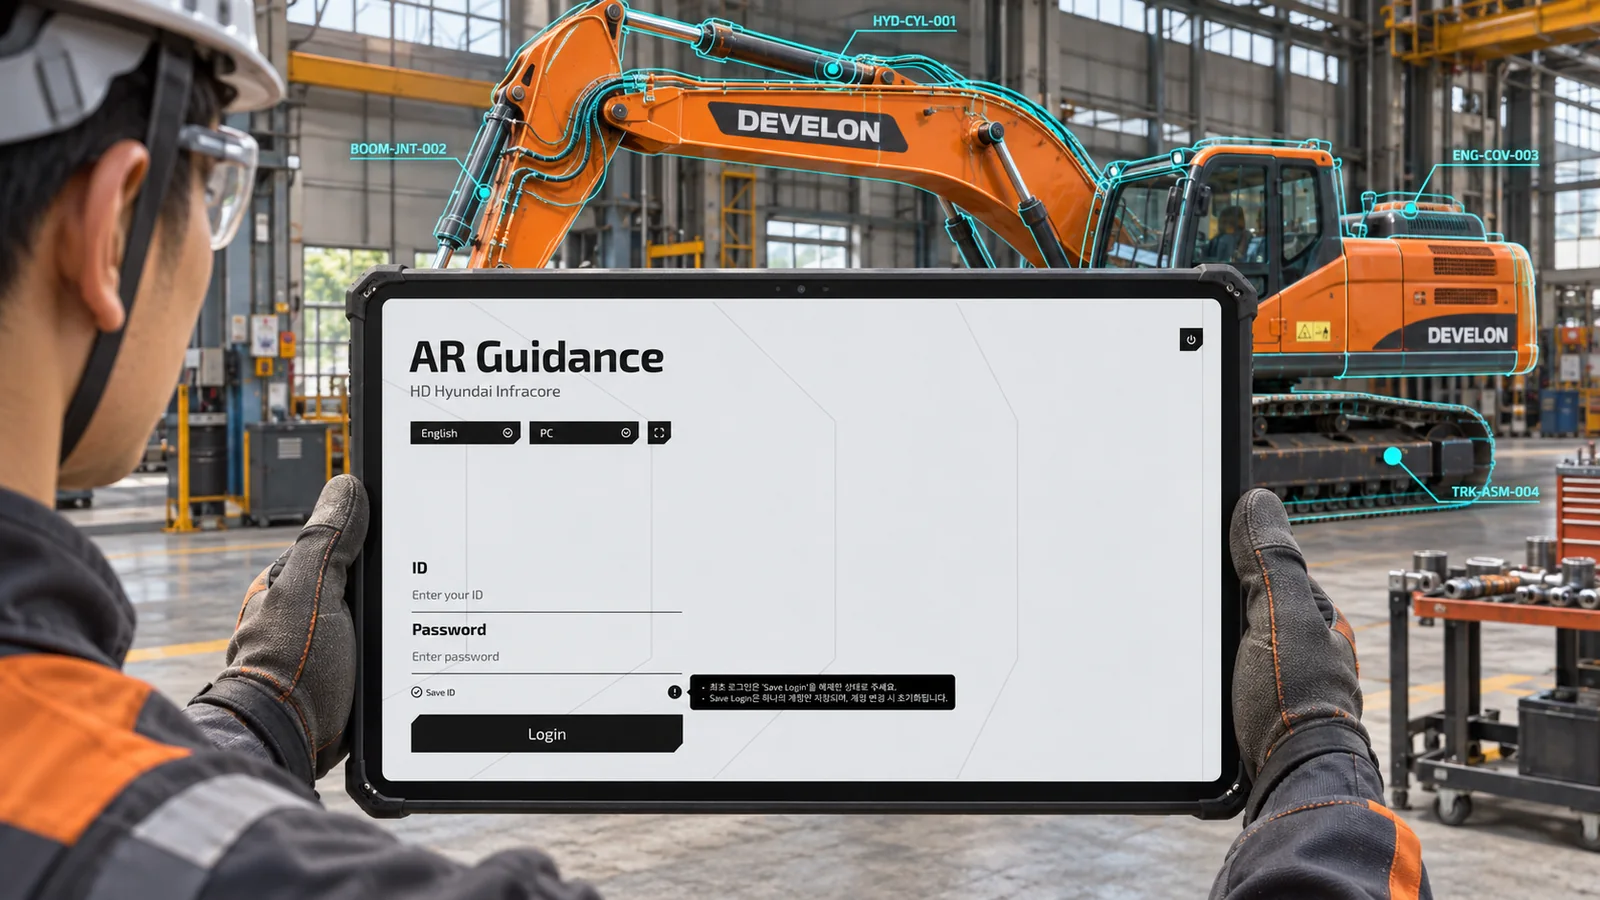 HYD-CYL-001
BOOM-JNT-002
DEVELON
ENG-COV-003
DEVELON
TRK-ASM-004
AR Guidance
HD Hyundai Infracore
English
PC
ID
Enter your ID
Password
Enter password
Save ID
• 최초 로그인은 'Save Login'을 해제한 상태로 주세요.
• Save Login은 하나의 계정만 저장되며, 계정 변경 시 초기화됩니다.
Login